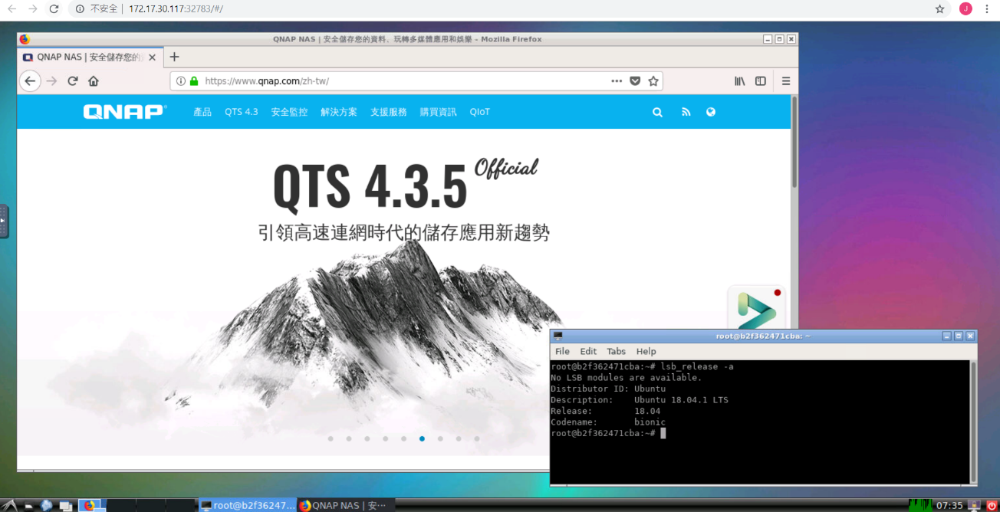 不安全 | 172.17.30.117:32783/#/
J
QNAP NAS | 安全儲存您的資料、玩轉多媒體應用和娛樂 - Mozilla Firefox
QNAP NAS | 安全儲存您的
https://www.qnap.com/zh-tw/
QNAP
產品 QTS 4.3 安全監控 解決方案 支援服務 購買資訊 QIoT
QTS 4.3.5 Official
引領高速連網時代的儲存應用新趨勢
root@b2f362471cba: ~
File Edit Tabs Help
root@b2f362471cba:~# lsb_release -a
No LSB modules are available.
Distributor ID: Ubuntu
Description: Ubuntu 18.04.1 LTS
Release: 18.04
Codename: bionic
root@b2f362471cba:~#
root@b2f36247... QNAP NAS | 安… 07:35